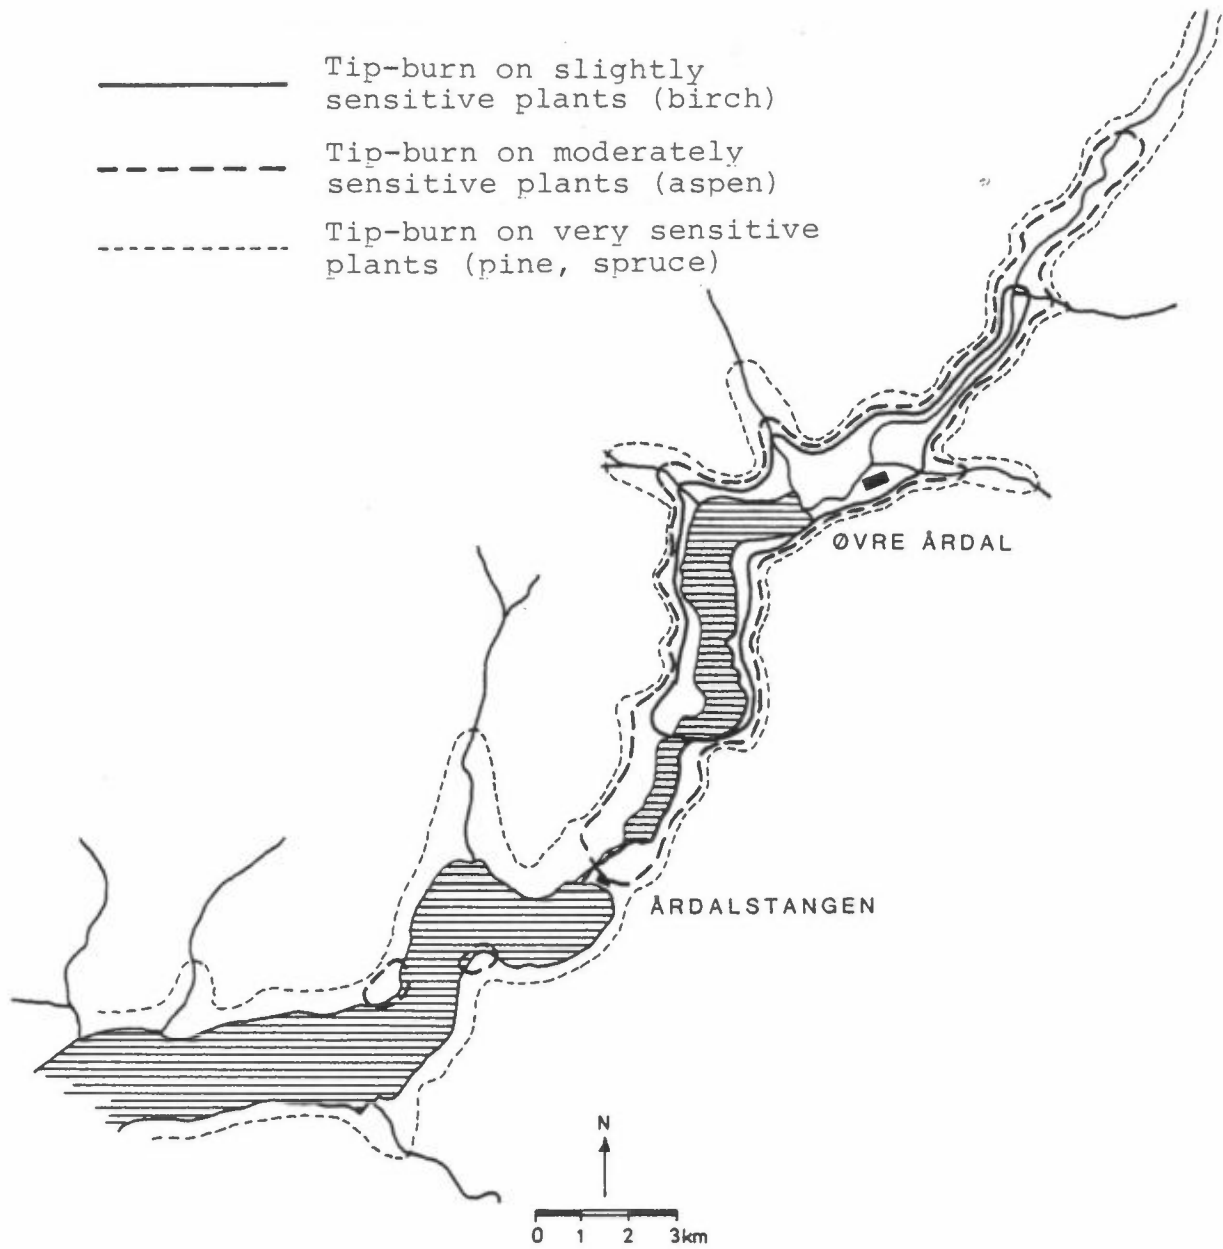 Tip-burn on slightly
sensitive plants (birch)
Tip-burn on moderately
sensitive plants (aspen)
Tip-burn on very sensitive
plants (pine, spruce)
ØVRE ÅRDAL
ÅRDALSTANGEN
N
0 1 2 3km